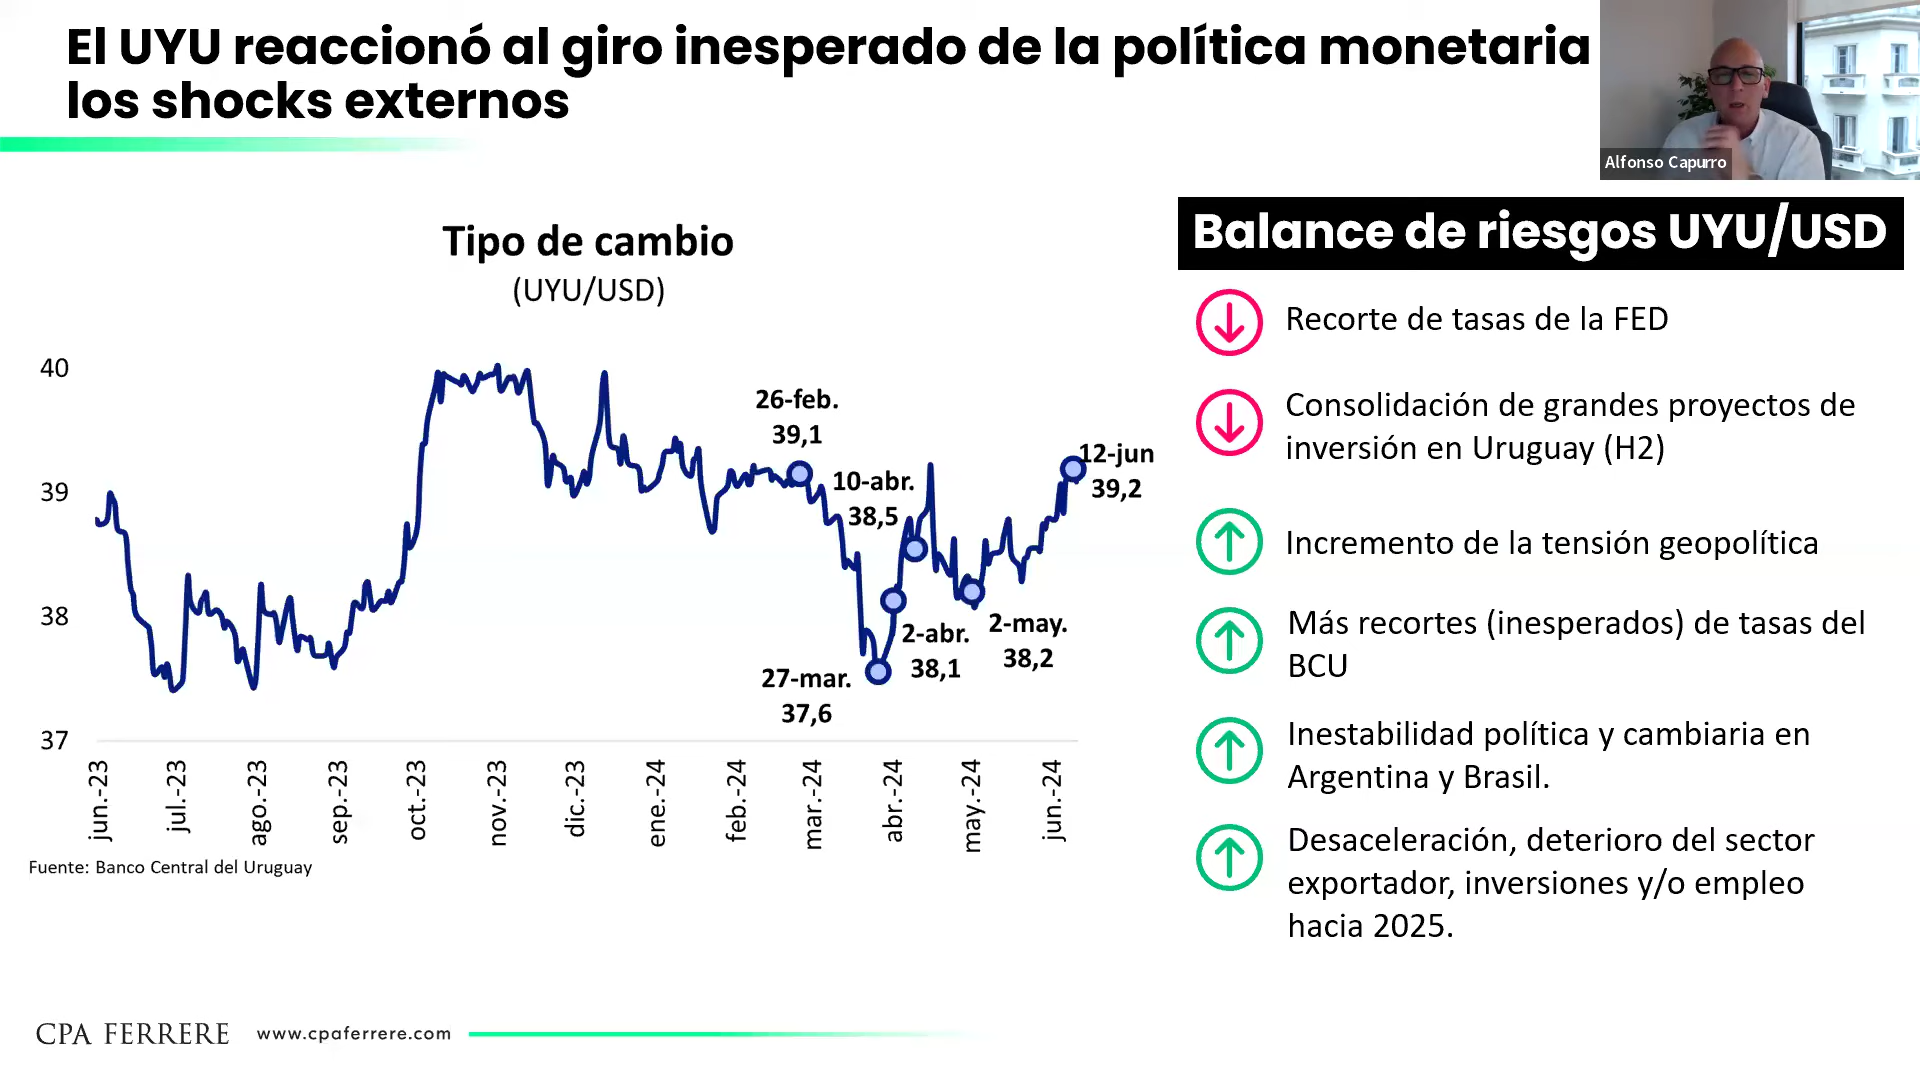 El UYU reaccionó al giro inesperado de la política monetaria
los shocks externos
Alfonso Capurro
Tipo de cambio
(UYU/USD)
40
39
38
37
26-feb.
39,1
10-abr.
38,5
12-jun
39,2
2-abr.
38,1
2-may.
38,2
27-mar.
37,6
jun.-23
jul.-23
ago.-23
sep.-23
oct.-23
nov.-23
dic.-23
ene.-24
feb.-24
mar.-24
abr.-24
may.-24
jun.-24
Fuente: Banco Central del Uruguay
Balance de riesgos UYU/USD
Recorte de tasas de la FED
Consolidación de grandes proyectos de
inversión en Uruguay (H2)
Incremento de la tensión geopolítica
Más recortes (inesperados) de tasas del
BCU
Inestabilidad política y cambiaria en
Argentina y Brasil.
Desaceleración, deterioro del sector
exportador, inversiones y/o empleo
hacia 2025.
CPA FERRERE
www.cpaferrere.com